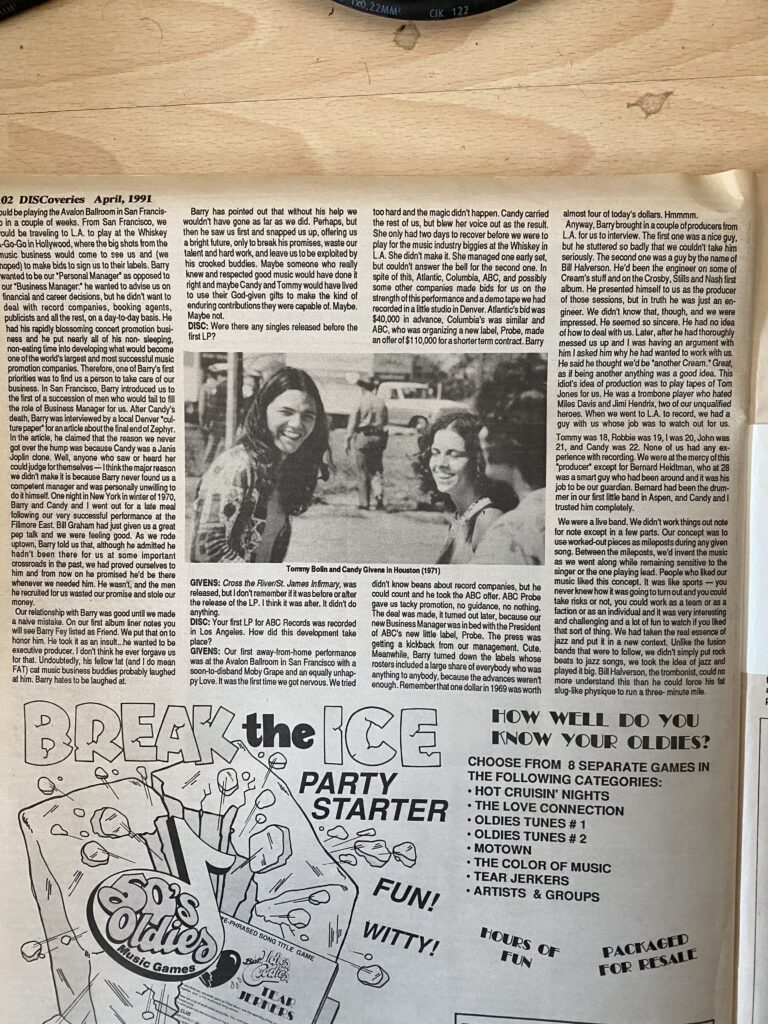 1x0,22MM² CIK 122
02 DISCoveries April, 1991
ould be playing the Avalon Ballroom in San Francis-
o in a couple of weeks. From San Francisco, we
ould be traveling to L.A. to play at the Whiskey
-Go-Go in Hollywood, where the big shots from the
music business would come to see us and (we
hoped) to make bids to sign us to their labels. Barry
wanted to be our "Personal Manager" as opposed to
our "Business Manager:" he wanted to advise us on
financial and career decisions, but he didn't want to
deal with record companies, booking agents,
publicists and all the rest, on a day-to-day basis. He
had his rapidly blossoming concert promotion busi-
ness and he put nearly all of his non- sleeping,
non-eating time into developing what would become
one of the world's largest and most successful music
promotion companies. Therefore, one of Barry's first
priorities was to find us a person to take care of our
business. In San Francisco, Barry introduced us to
the first of a succession of men who would fail to fill
the role of Business Manager for us. After Candy's
death, Barry was interviewed by a local Denver "cul-
ture paper" for an article about the final end of Zephyr.
In the article, he claimed that the reason we never
got over the hump was because Candy was a Janis
Joplin clone. Well, anyone who saw or heard her
could judge for themselves — I think the major reason
we didn't make it is because Barry never found us a
competent manager and was personally unwilling to
do it himself. One night in New York in winter of 1970,
Barry and Candy and I went out for a late meal
following our very successful performance at the
Fillmore East. Bill Graham had just given us a great
pep talk and we were feeling good. As we rode
uptown, Barry told us that, although he admitted he
hadn't been there for us at some important
crossroads in the past, we had proved ourselves to
him and from now on he promised he'd be there
whenever we needed him. He wasn't, and the men
he recruited for us wasted our promise and stole our
money.
Our relationship with Barry was good until we made
a naive mistake. On our first album liner notes you
will see Barry Fey listed as Friend. We put that on to
honor him. He took it as an insult...he wanted to be
executive producer. I don't think he ever forgave us
for that. Undoubtedly, his fellow fat (and I do mean
FAT) cat music business buddies probably laughed
at him. Barry hates to be laughed at.
Barry has pointed out that without his help we
wouldn't have gone as far as we did. Perhaps, but
then he saw us first and snapped us up, offering us
a bright future, only to break his promises, waste our
talent and hard work, and leave us to be exploited by
his crooked buddies. Maybe someone who really
knew and respected good music would have done it
right and maybe Candy and Tommy would have lived
to use their God-given gifts to make the kind of
enduring contributions they were capable of. Maybe.
Maybe not.
DISC: Were there any singles released before the
first LP?
too hard and the magic didn't happen. Candy carried
the rest of us, but blew her voice out as the result.
She only had two days to recover before we were to
play for the music industry biggies at the Whiskey in
L.A. She didn't make it. She managed one early set,
but couldn't answer the bell for the second one. In
spite of this, Atlantic, Columbia, ABC, and possibly
some other companies made bids for us on the
strength of this performance and a demo tape we had
recorded in a little studio in Denver. Atlantic's bid was
$40,000 in advance, Columbia's was similar and
ABC, who was organizing a new label, Probe, made
an offer of $110,000 for a shorter term contract. Barry
Tommy Bolin and Candy Givens in Houston (1971)
GIVENS: Cross the River/St. James Infirmary, was
released, but I don't remember if it was before or after
the release of the LP. I think it was after. It didn't do
anything.
DISC: Your first LP for ABC Records was recorded
in Los Angeles. How did this development take
place?
GIVENS: Our first away-from-home performance
was at the Avalon Ballroom in San Francisco with a
soon-to-disband Moby Grape and an equally unhap-
py Love. It was the first time we got nervous. We tried
didn't know beans about record companies, but he
could count and he took the ABC offer. ABC Probe
gave us tacky promotion, no guidance, no nothing.
The deal was made, it turned out later, because our
new Business Manager was in bed with the President
of ABC's new little label, Probe. The press was
getting a kickback from our management. Cute.
Meanwhile, Barry turned down the labels whose
rosters included a large share of everybody who was
anything to anybody, because the advances weren't
enough. Remember that one dollar in 1969 was worth
almost four of today's dollars. Hmmmm.
Anyway, Barry brought in a couple of producers from
L.A. for us to interview. The first one was a nice guy,
but he stuttered so badly that we couldn't take him
seriously. The second one was a guy by the name of
Bill Halverson. He'd been the engineer on some of
Cream's stuff and on the Crosby, Stills and Nash first
album. He presented himself to us as the producer
of those sessions, but in truth he was just an en-
gineer. We didn't know that, though, and we were
impressed. He seemed so sincere. He had no idea
of how to deal with us. Later, after he had thoroughly
messed us up and I was having an argument with
him I asked him why he had wanted to work with us.
He said he thought we'd be "another Cream." Great,
as if being another anything was a good idea. This
idiot's idea of production was to play tapes of Tom
Jones for us. He was a trombone player who hated
Miles Davis and Jimi Hendrix, two of our unqualified
heroes. When we went to L.A. to record, we had a
guy with us whose job was to watch out for us.
Tommy was 18, Robbie was 19, I was 20, John was
21, and Candy was 22. None of us had any ex-
perience with recording. We were at the mercy of this
"producer" except for Bernard Heidtman, who at 28
was a smart guy who had been around and it was his
job to be our guardian. Bernard had been the drum-
mer in our first little band in Aspen, and Candy and I
trusted him completely.
We were a live band. We didn't work things out note
for note except in a few parts. Our concept was to
use worked-out pieces as mileposts during any given
song. Between the mileposts, we'd invent the music
as we went along while remaining sensitive to the
singer or the one playing lead. People who liked our
music liked this concept. It was like sports — you
never knew how it was going to turn out and you could
take risks or not, you could work as a team or as a
faction or as an individual and it was very interesting
and challenging and a lot of fun to watch if you liked
that sort of thing. We had taken the real essence of
jazz and put it in a new context. Unlike the fusion
bands that were to follow, we didn't simply put rock
beats to jazz songs, we took the idea of jazz and
played it big. Bill Halverson, the trombonist, could no
more understand this than he could force his fat
slug-like physique to run a three- minute mile.
BREAK the ICE
PARTY
STARTER
FUN!
WITTY!
60's
Oldies
Music Games
E-PHRASED SONG TITLE GAME
Oldies
Goodies
TEAR
JERKERS
HOW WELL DO YOU
KNOW YOUR OLDIES?
CHOOSE FROM 8 SEPARATE GAMES IN
THE FOLLOWING CATEGORIES:
• HOT CRUISIN' NIGHTS
• THE LOVE CONNECTION
• OLDIES TUNES # 1
• OLDIES TUNES # 2
• MOTOWN
• THE COLOR OF MUSIC
• TEAR JERKERS
• ARTISTS & GROUPS
HOURS OF
FUN
PACKAGED
FOR RESALE